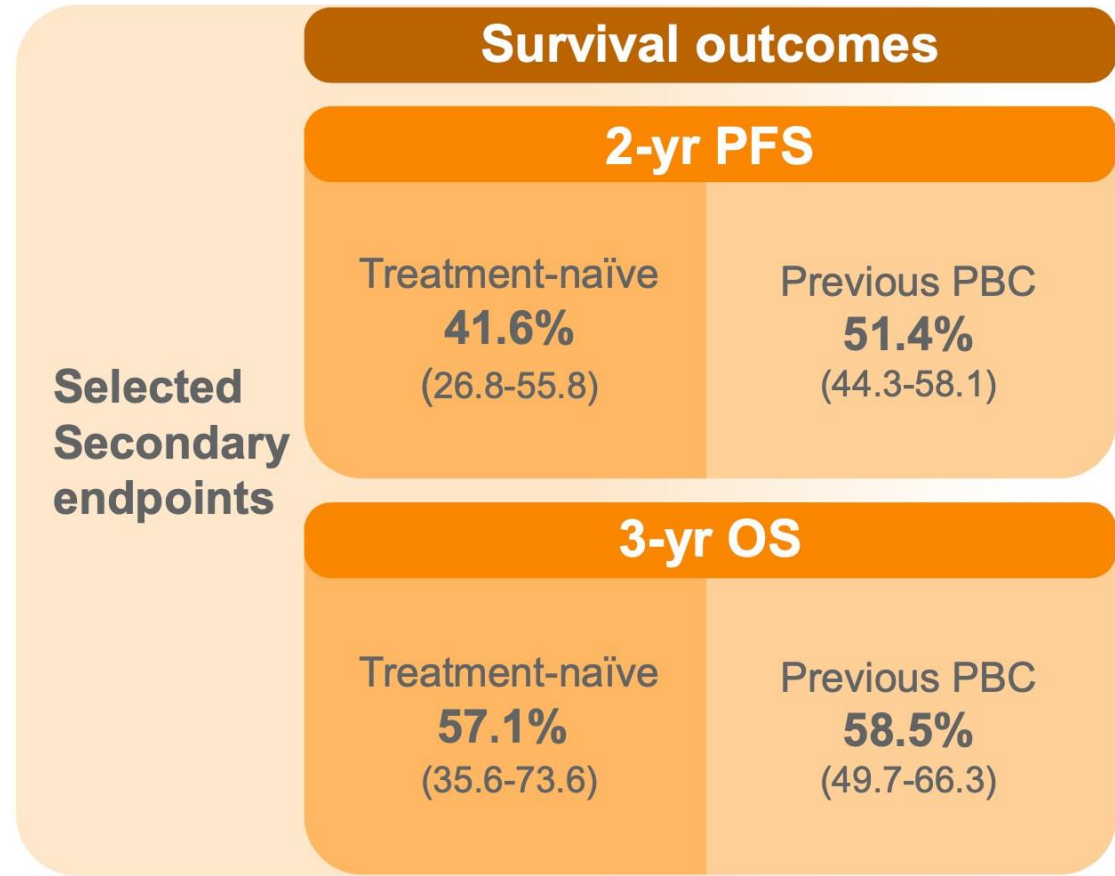 Survival outcomes
2-yr PFS
Treatment-naïve
41.6%
(26.8-55.8)
Previous PBC
51.4%
(44.3-58.1)
Selected
Secondary
endpoints
3-yr OS
Treatment-naïve
57.1%
(35.6-73.6)
Previous PBC
58.5%
(49.7-66.3)